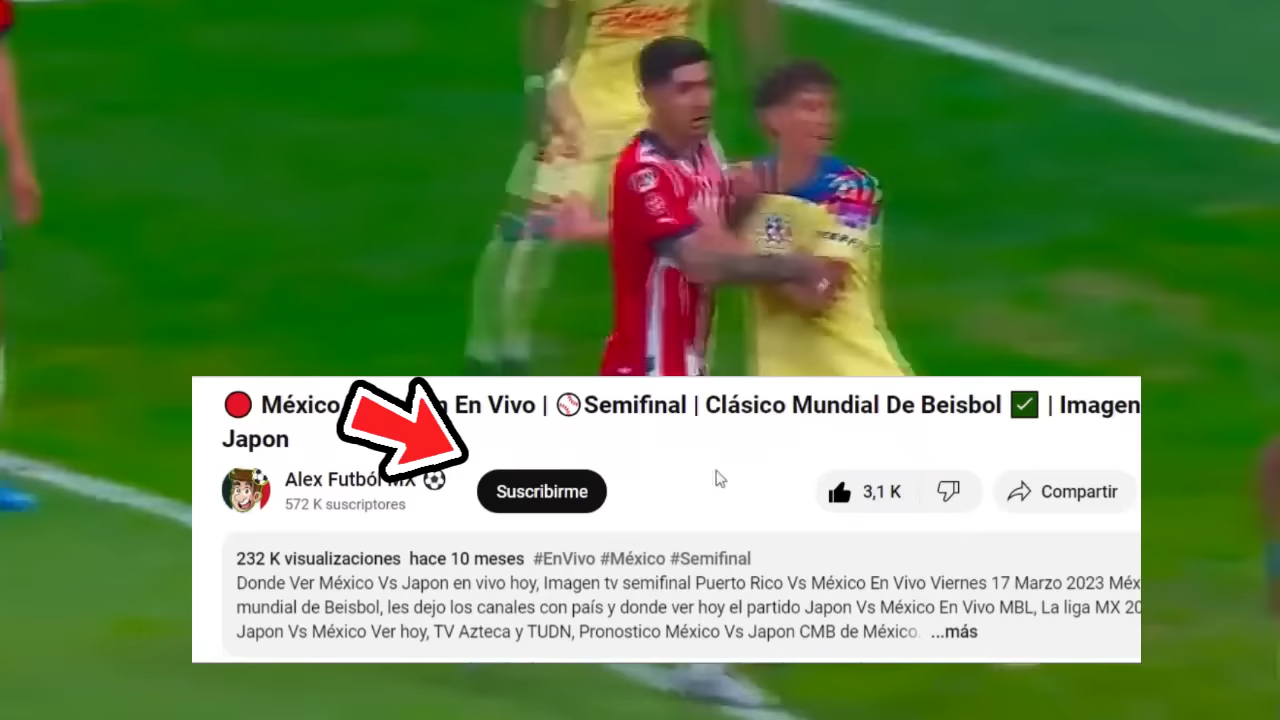 México En Vivo | Semifinal | Clásico Mundial De Beisbol | Imagen
Japon
Alex Futból MX
572 K suscriptores
Suscribirme
3,1 K
Compartir
232 K visualizaciones hace 10 meses #EnVivo #México #Semifinal
Donde Ver México Vs Japon en vivo hoy, Imagen tv semifinal Puerto Rico Vs México En Vivo Viernes 17 Marzo 2023 Méx
mundial de Beisbol, les dejo los canales con país y donde ver hoy el partido Japon Vs México En Vivo MBL, La liga MX 20
Japon Vs México Ver hoy, TV Azteca y TUDN, Pronostico México Vs Japon CMB de México. ...más